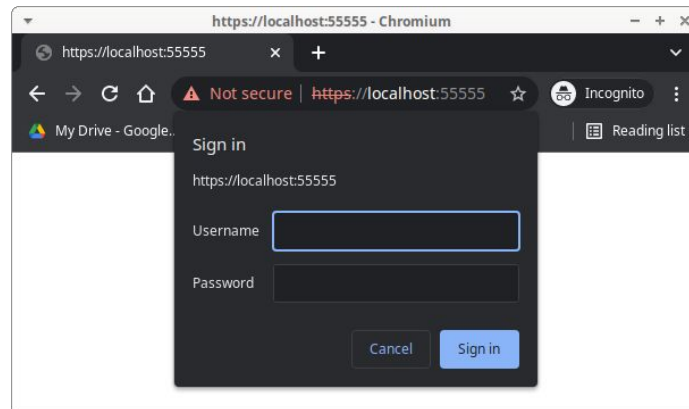 https://localhost:55555 - Chromium
https://localhost:55555
Not secure | https://localhost:55555
Incognito
My Drive - Google..
Reading list
Sign in
https://localhost:55555
Username
Password
Cancel
Sign in